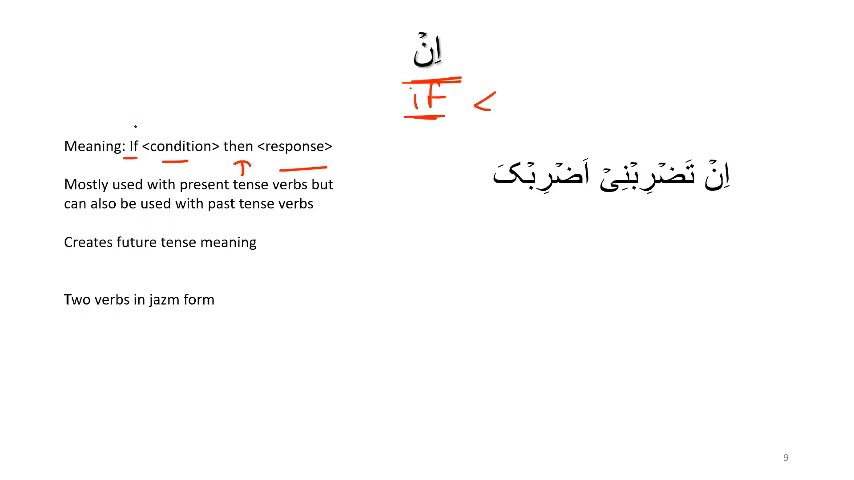 اِنْ
if <
Meaning: If <condition> then <response>
اِنْ تَضْرِبْنِیْ اَضْرِبْکَ
Mostly used with present tense verbs but
can also be used with past tense verbs
Creates future tense meaning
Two verbs in jazm form
9